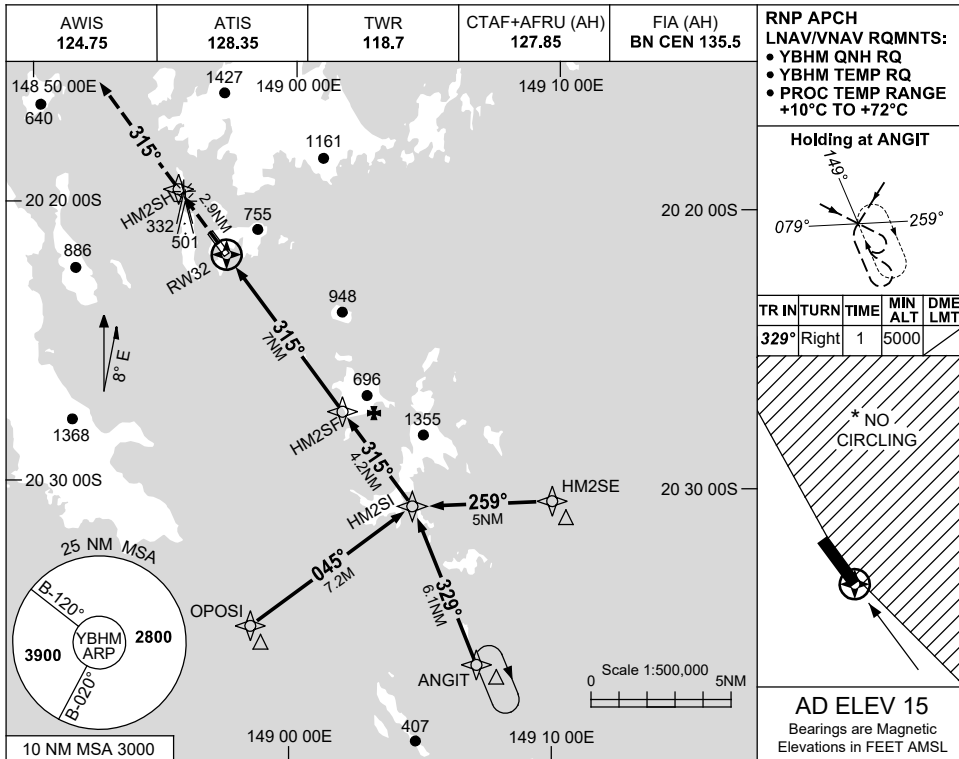 AWIS
124.75
ATIS
128.35
TWR
118.7
CTAF+AFRU (AH)
127.85
FIA (AH)
BN CEN 135.5
RNP APCH
LNAV/VNAV RQMNTS:
• YBHM QNH RQ
• YBHM TEMP RQ
• PROC TEMP RANGE
+10°C TO +72°C
148 50 00E
149 00 00E
149 10 00E
1427
640
1161
315°
20 20 00S
20 20 00S
HM2SH
2.9NM
332
501
755
RW32
886
948
315°
7NM
8° E
696
1355
HM2SF
1368
315°
4.2NM
20 30 00S
20 30 00S
HM2SI
259°
5NM
HM2SE
045°
7.2M
329°
6.1NM
OPOSI
ANGIT
25 NM MSA
B-120°
YBHM
ARP
2800
3900
B-020°
10 NM MSA 3000
407
149 00 00E
149 10 00E
Scale 1:500,000
0
5NM
Holding at ANGIT
149°
079°
259°
TR IN TURN TIME MIN ALT DME LMT
329° Right 1 5000
* NO
CIRCLING
AD ELEV 15
Bearings are Magnetic
Elevations in FEET AMSL